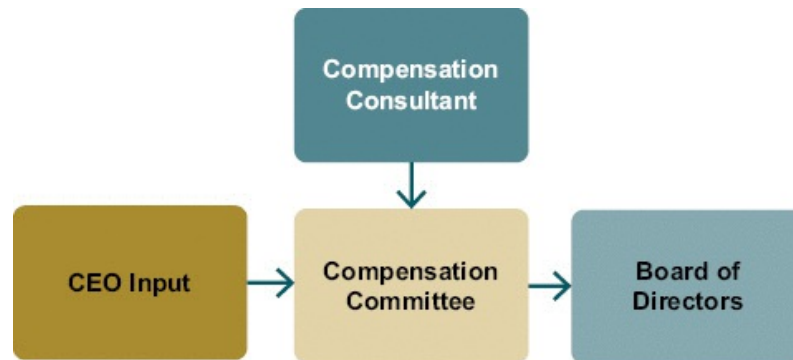 Compensation
Consultant
CEO Input
Compensation
Committee
Board of
Directors